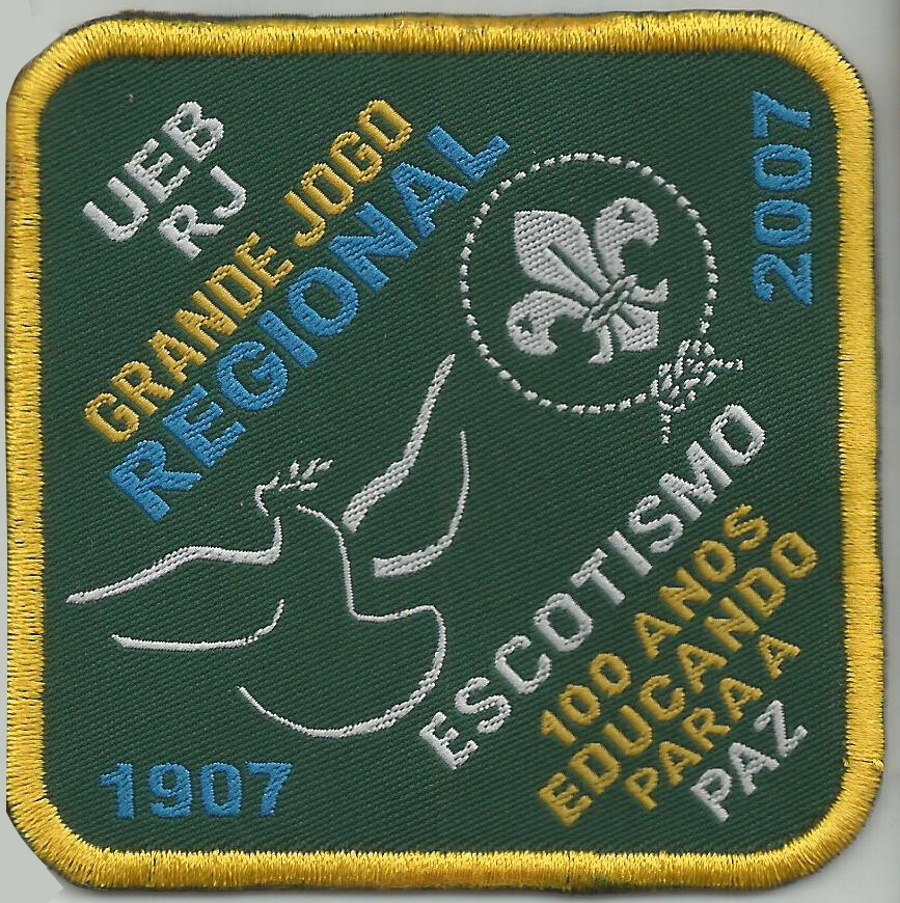 UEB
RJ
GRANDE JOGO
REGIONAL
2007
ESCOTISMO
100 ANOS
EDUCANDO
PARA A
PAZ
1907